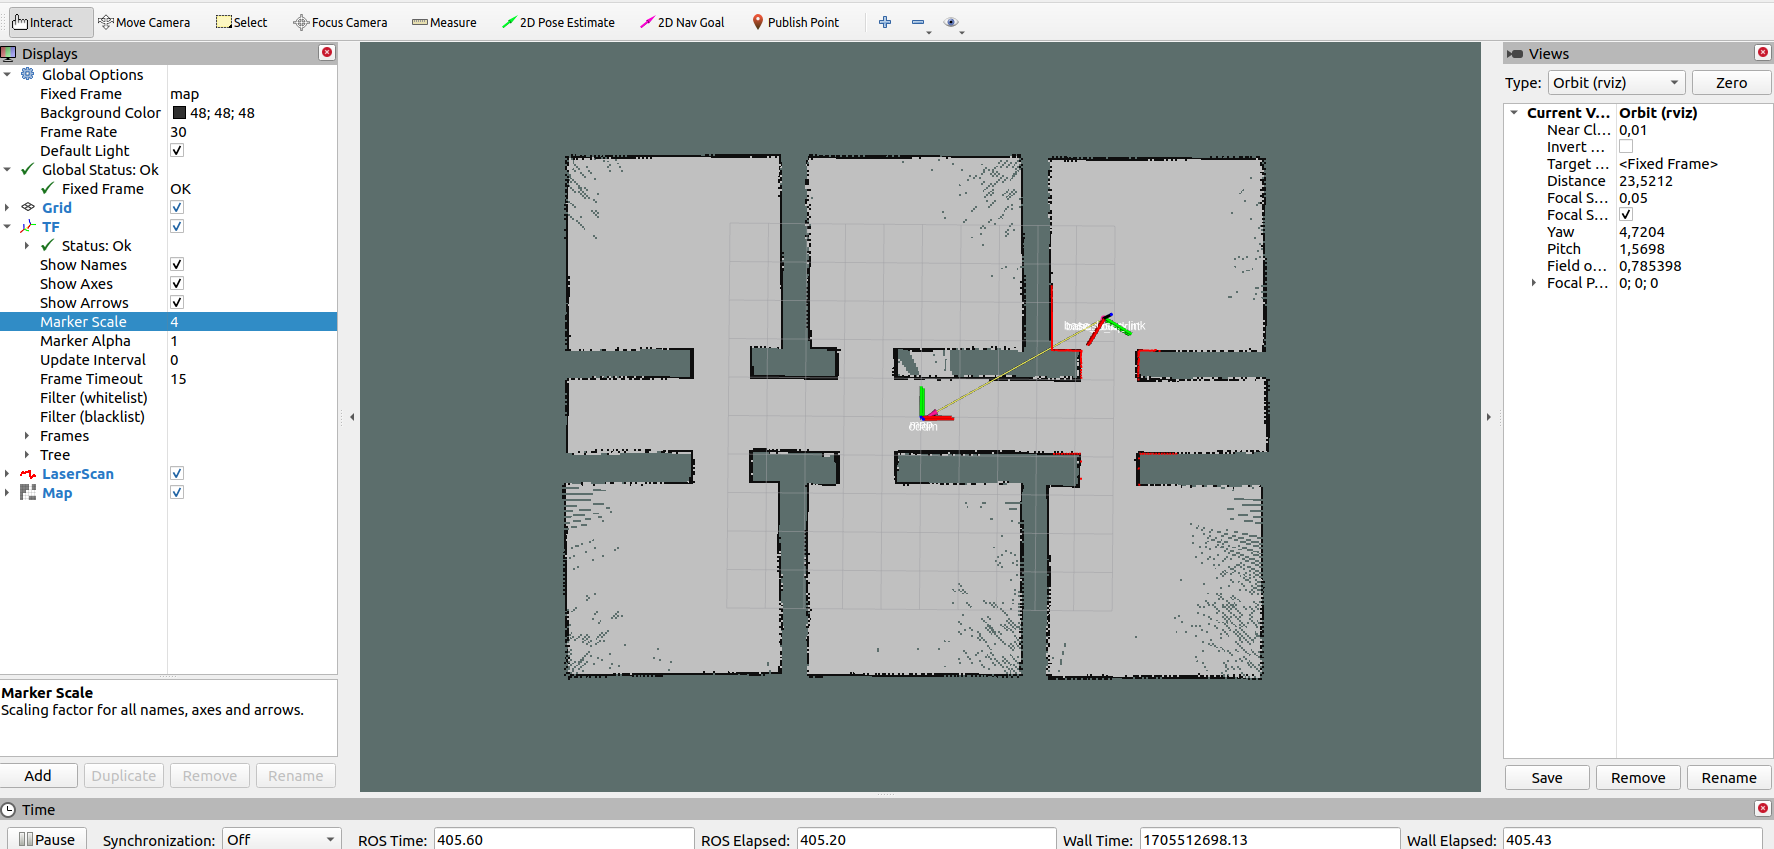 Interact Move Camera Select Focus Camera Measure 2D Pose Estimate 2D Nav Goal Publish Point
Displays
Global Options
Fixed Frame map
Background Color 48; 48; 48
Frame Rate 30
Default Light
Global Status: Ok
Fixed Frame OK
Grid
TF
Status: Ok
Show Names
Show Axes
Show Arrows
Marker Scale 4
Marker Alpha 1
Update Interval 0
Frame Timeout 15
Filter (whitelist)
Filter (blacklist)
Frames
Tree
LaserScan
Map
Marker Scale
Scaling factor for all names, axes and arrows.
Add Duplicate Remove Rename
Views
Type: Orbit (rviz) Zero
Current V... Orbit (rviz)
Near Cl... 0,01
Invert ...
Target ... <Fixed Frame>
Distance 23,5212
Focal S... 0,05
Focal S...
Yaw 4,7204
Pitch 1,5698
Field o... 0,785398
Focal P... 0; 0; 0
Save Remove Rename
Time
Pause Synchronization: Off ROS Time: 405.60 ROS Elapsed: 405.20 Wall Time: 1705512698.13 Wall Elapsed: 405.43